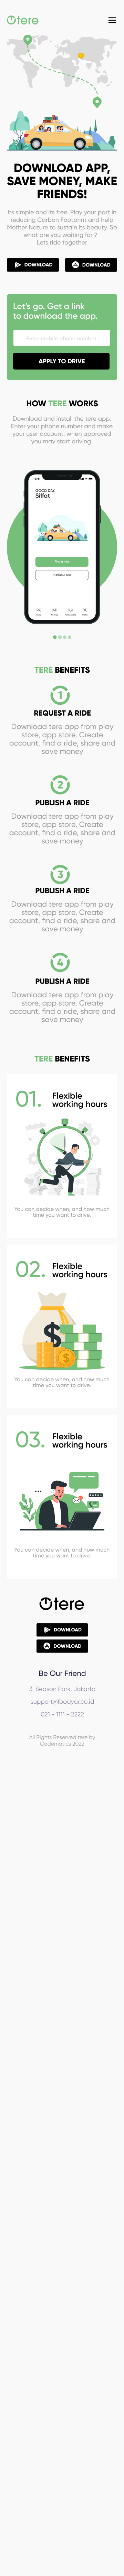 tere
DOWNLOAD APP,
SAVE MONEY, MAKE
FRIENDS!
Its simple and its free. Play your part in
reducing Carbon Footprint and help
Mother Nature to sustain its beauty. So
what are you waiting for ?
Lets ride together
DOWNLOAD DOWNLOAD
Let's go. Get a link
to download the app.
Enter mobile phone number
APPLY TO DRIVE
HOW TERE WORKS
Download and install the tere app.
Enter your phone number and make
your user account. when approved
you may start driving.
GOOD DAY,
Siffat
Find a ride
Publish a ride
TERE BENEFITS
1
REQUEST A RIDE
Download tere app from play
store, app store. Create
account, find a ride, share and
save money
2
PUBLISH A RIDE
Download tere app from play
store, app store. Create
account, find a ride, share and
save money
3
PUBLISH A RIDE
Download tere app from play
store, app store. Create
account, find a ride, share and
save money
4
PUBLISH A RIDE
Download tere app from play
store, app store. Create
account, find a ride, share and
save money
TERE BENEFITS
01. Flexible
working hours
You can decide when, and how much
time you want to drive.
02. Flexible
working hours
$
$
You can decide when, and how much
time you want to drive.
03. Flexible
working hours
You can decide when, and how much
time you want to drive.
tere
DOWNLOAD
DOWNLOAD
Be Our Friend
3, Season Park, Jakarta
support@foodyar.co.id
021 - 1111 - 2222
All Rights Reserved tere by
Codematics 2022